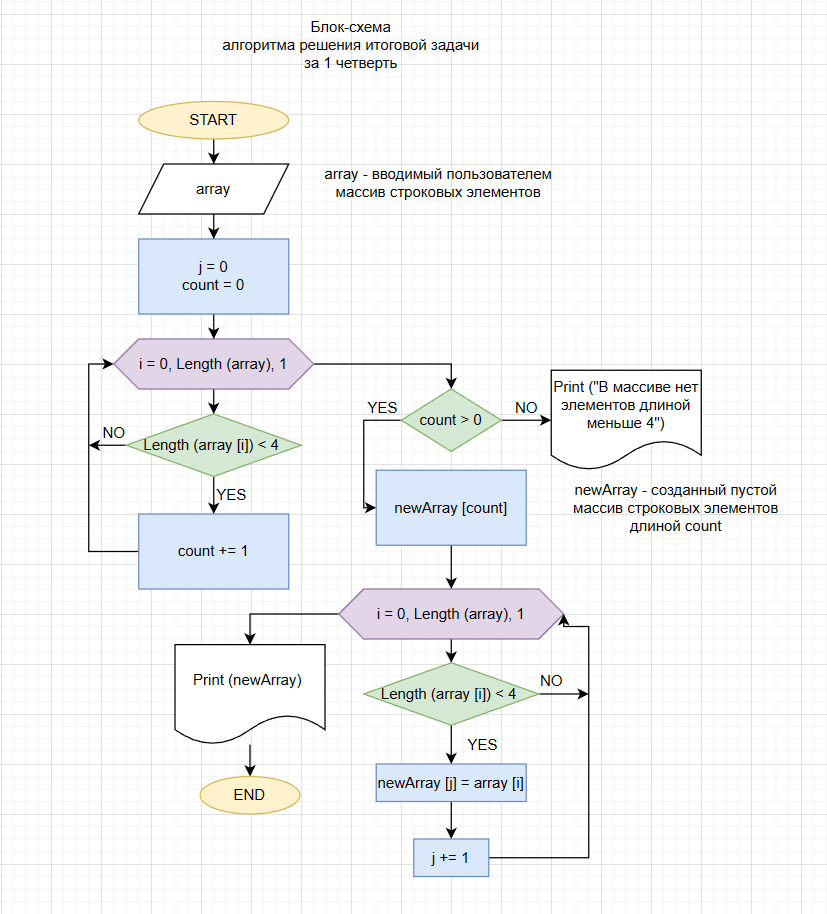 Блок-схема
алгоритма решения итоговой задачи
за 1 четверть
START
array
array - вводимый пользователем
массив строковых элементов
j = 0
count = 0
i = 0, Length (array), 1
Length (array [i]) < 4
NO
YES
count += 1
count > 0
YES
NO
Print ("В массиве нет
элементов длиной
меньше 4")
newArray [count]
newArray - созданный пустой
массив строковых элементов
длиной count
i = 0, Length (array), 1
Print (newArray)
Length (array [i]) < 4
NO
YES
newArray [j] = array [i]
j += 1
END